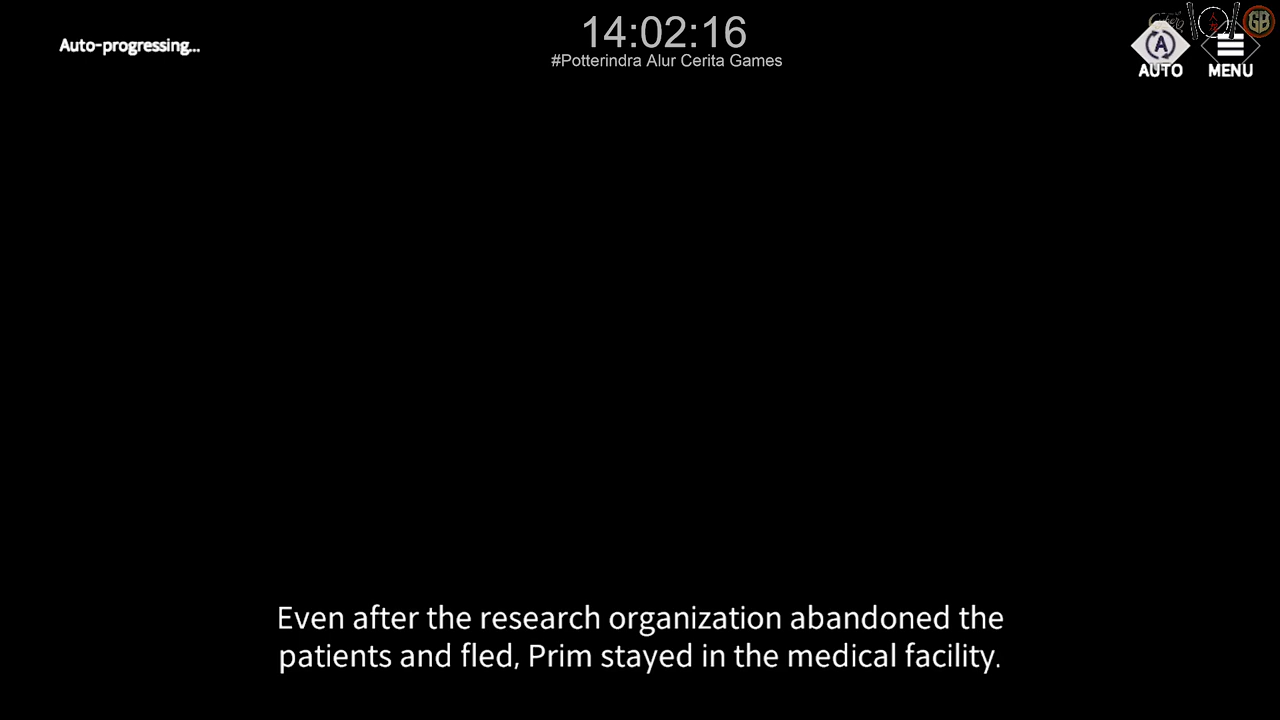 Auto-progressing...
14:02:16
#Potterindra Alur Cerita Games
AUTO
MENU
Even after the research organization abandoned the
patients and fled, Prim stayed in the medical facility.